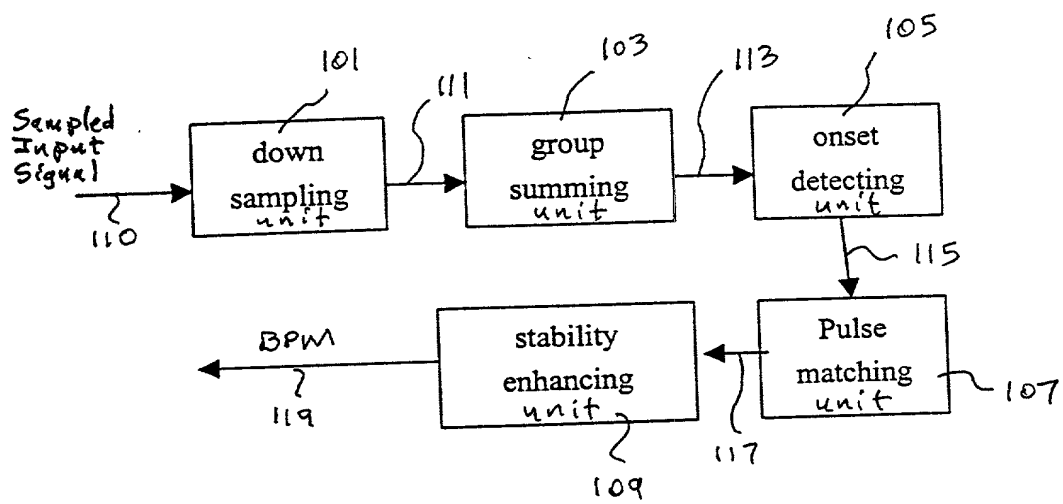 101
103
105
111
113
Sampled
Input
Signal
down
sampling
unit
group
summing
unit
onset
detecting
unit
110
115
BPM
stability
enhancing
unit
Pulse
matching
unit
119
117
107
109